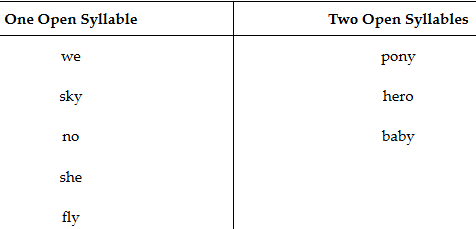 One Open Syllable Two Open Syllables
we pony
sky hero
no baby
she
fly